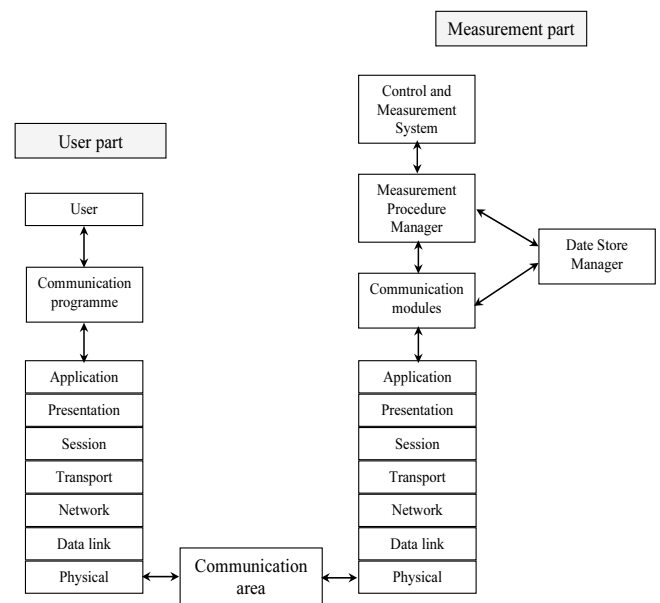 Measurement part
Control and
Measurement
System
User part
User
Measurement
Procedure
Manager
Date Store
Manager
Communication
programme
Communication
modules
Application
Presentation
Session
Transport
Network
Data link
Physical
Application
Presentation
Session
Transport
Network
Data link
Physical
Communication
area